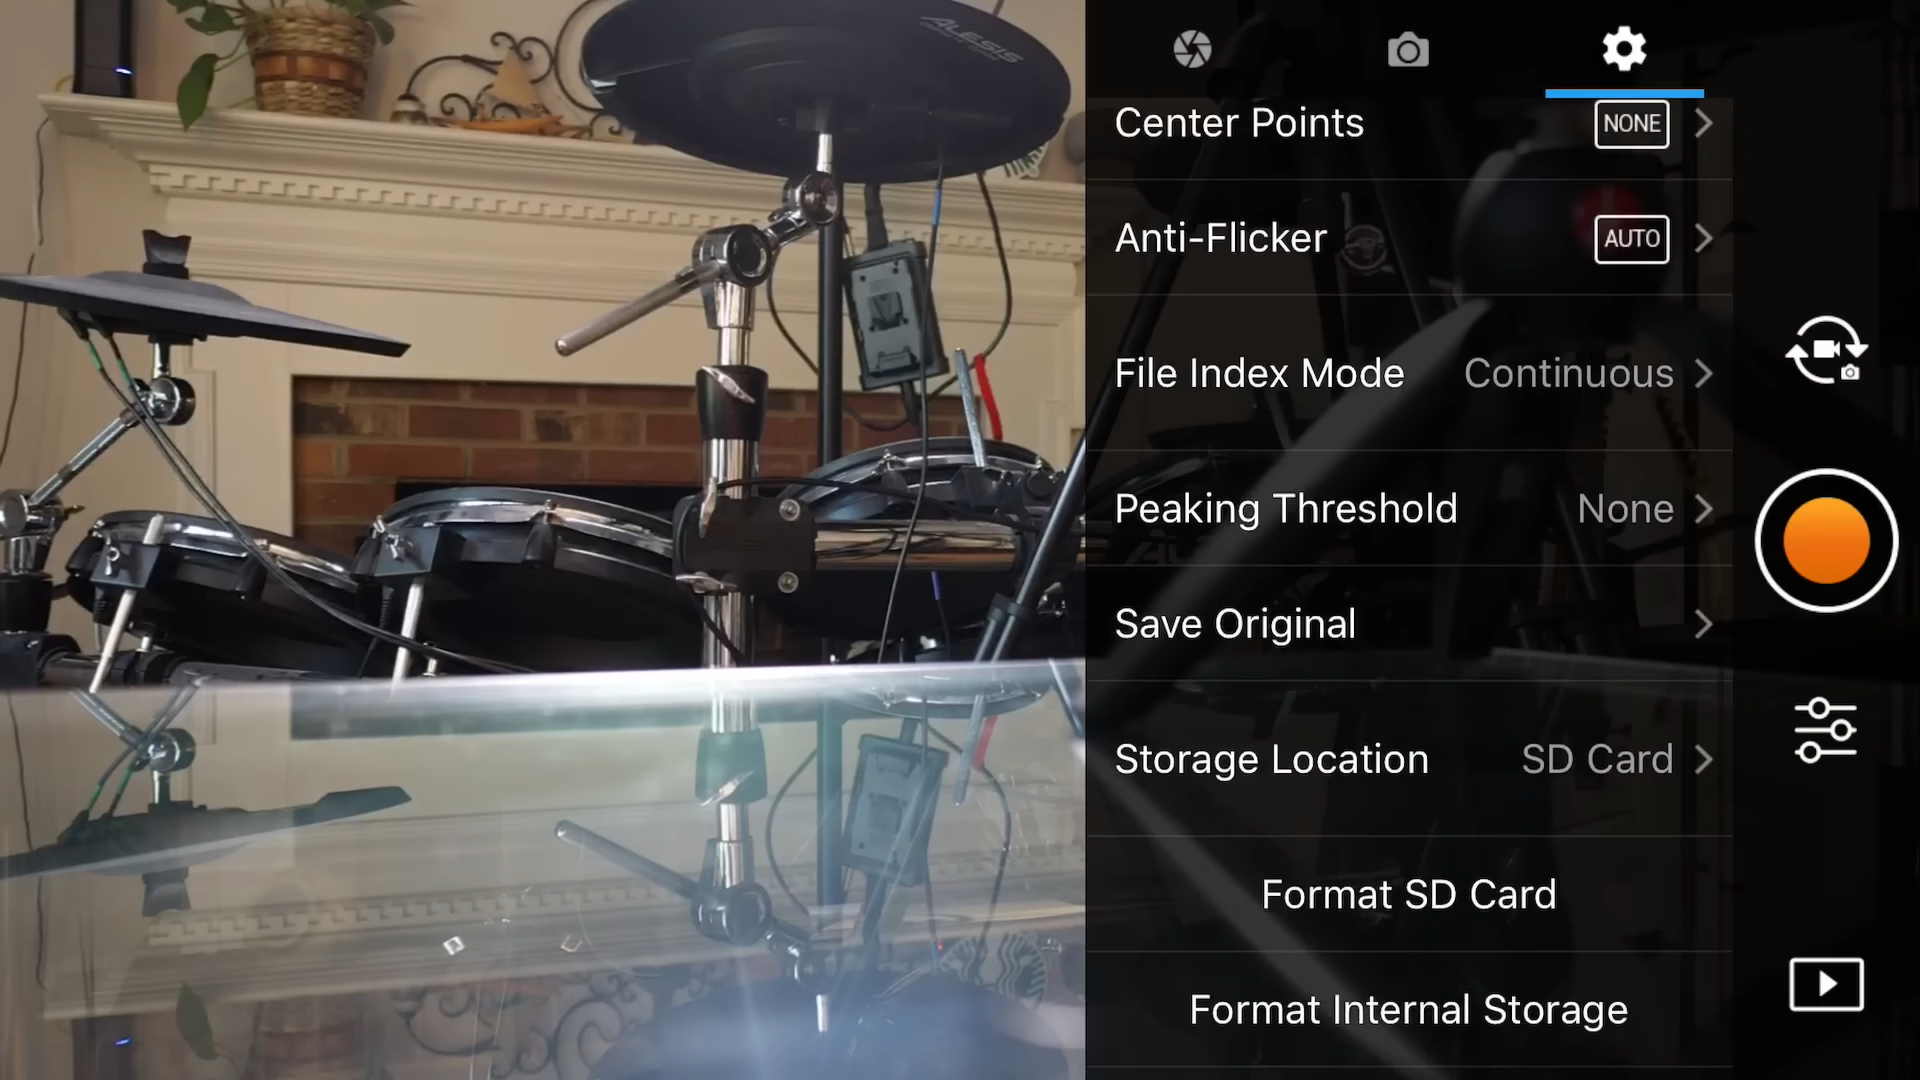 ALESIS
Center Points NONE
Anti-Flicker AUTO
File Index Mode Continuous
Peaking Threshold None
Save Original
Storage Location SD Card
Format SD Card
Format Internal Storage